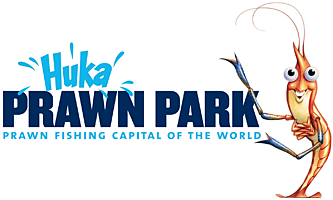 Huka
PRAWN PARK
PRAWN FISHING CAPITAL OF THE WORLD